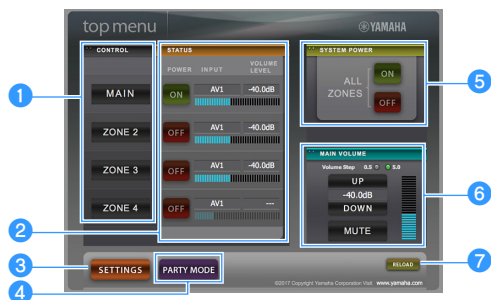 top menu
YAMAHA
CONTROL
STATUS
SYSTEM POWER
POWER INPUT VOLUME LEVEL
MAIN
ON AV1 -40.0dB
ZONE 2
OFF AV1 -40.0dB
ZONE 3
OFF AV1 -40.0dB
ZONE 4
OFF AV1 ---
ALL ZONES
ON
OFF
MAIN VOLUME
Volume Step 0.5 5.0
UP
-40.0dB
DOWN
MUTE
SETTINGS
PARTY MODE
RELOAD
©2017 Copyright Yamaha Corporation Visit www.yamaha.com
1
2
3
4
5
6
7